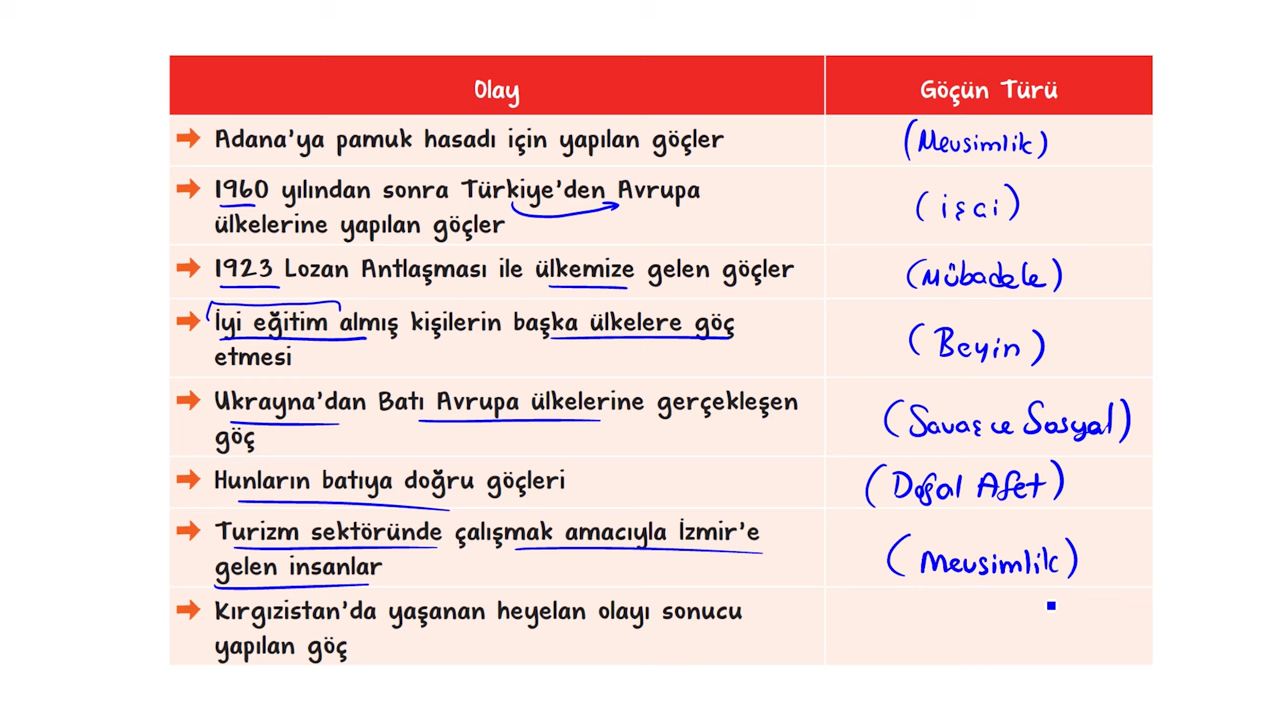 Olay
Göçün Türü
Adana'ya pamuk hasadı için yapılan göçler
(Mevsimlik)
1960 yılından sonra Türkiye'den Avrupa
ülkelerine yapılan göçler
(işci)
1923 Lozan Antlaşması ile ülkemize gelen göçler
(Mübadele)
İyi eğitim almış kişilerin başka ülkelere göç
etmesi
(Beyin)
Ukrayna'dan Batı Avrupa ülkelerine gerçekleşen
göç
(Savaş ve Sosyal)
Hunların batıya doğru göçleri
(Doğal Afet)
Turizm sektöründe çalışmak amacıyla İzmir'e
gelen insanlar
(Mevsimlik)
Kırgızistan'da yaşanan heyelan olayı sonucu
yapılan göç